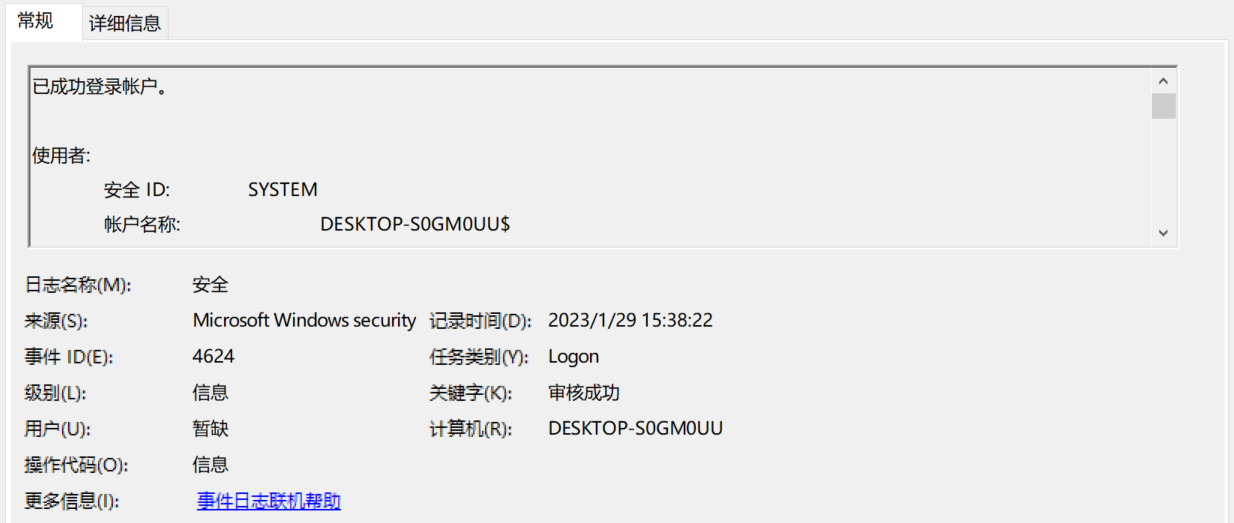 常规 详细信息
已成功登录帐户。
使用者:
安全 ID: SYSTEM
帐户名称: DESKTOP-S0GM0UU$
日志名称(M): 安全
来源(S): Microsoft Windows security 记录时间(D): 2023/1/29 15:38:22
事件 ID(E): 4624 任务类别(Y): Logon
级别(L): 信息 关键字(K): 审核成功
用户(U): 暂缺 计算机(R): DESKTOP-S0GM0UU
操作代码(O): 信息
更多信息(I): 事件日志联机帮助